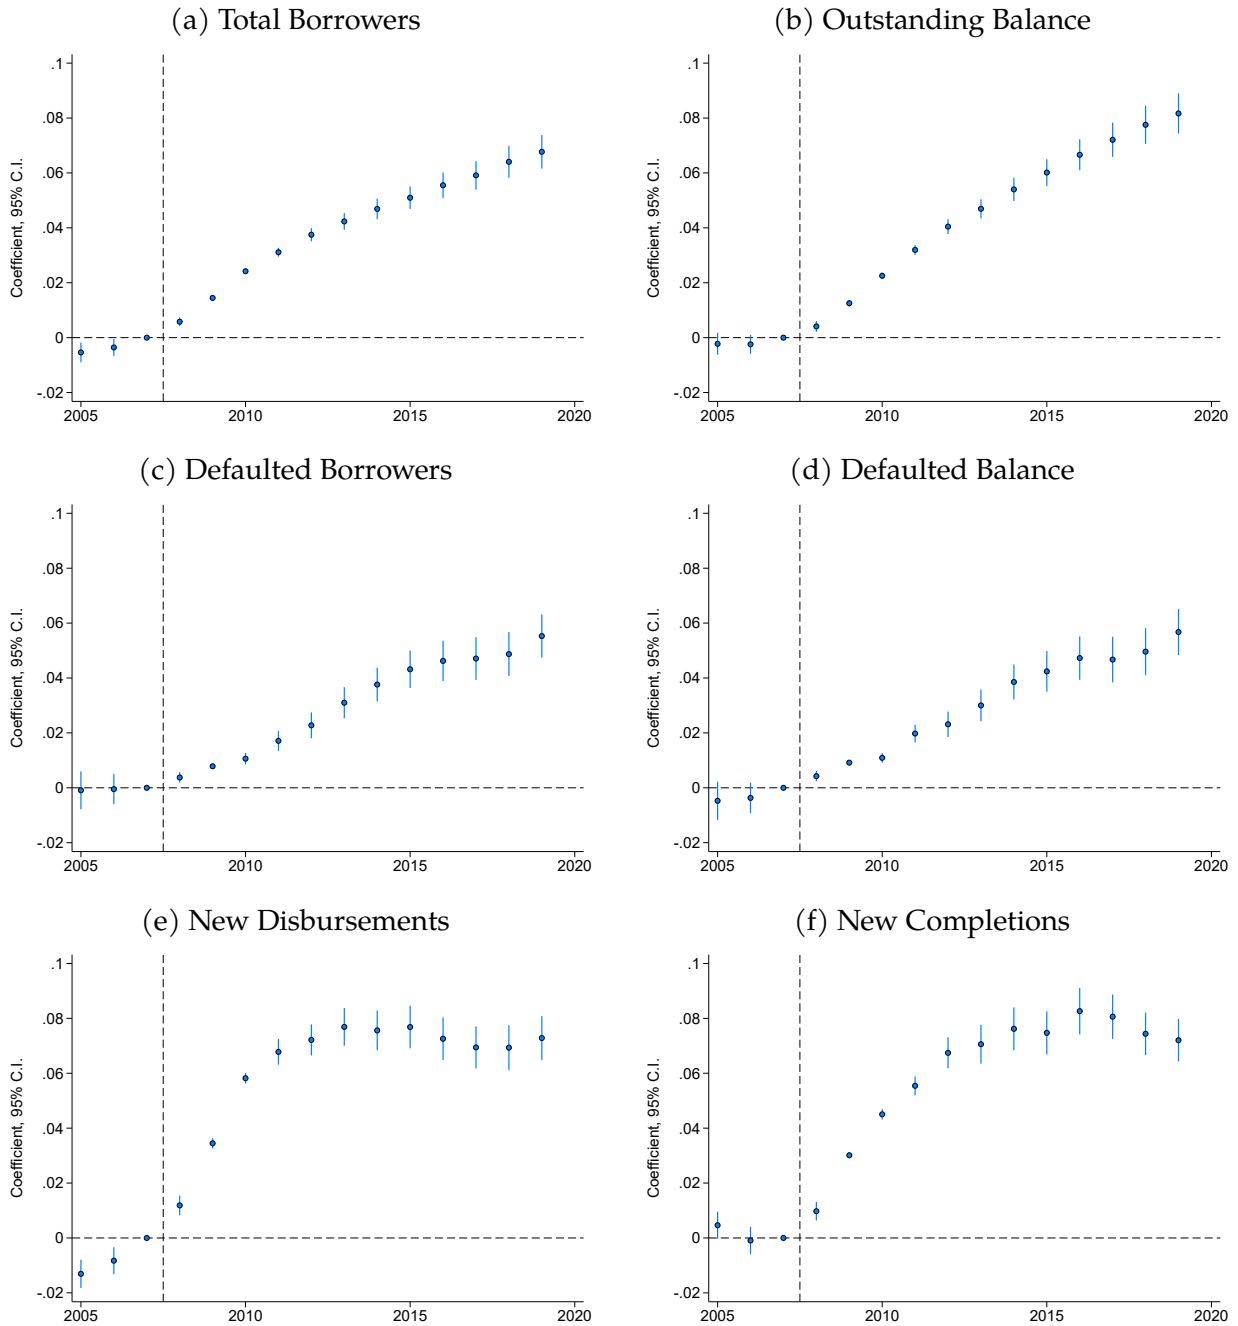 (a) Total Borrowers
Coefficient, 95% C.I.
.1
.08
.06
.04
.02
0
-.02
2005 2010 2015 2020
(b) Outstanding Balance
Coefficient, 95% C.I.
.1
.08
.06
.04
.02
0
-.02
2005 2010 2015 2020
(c) Defaulted Borrowers
Coefficient, 95% C.I.
.1
.08
.06
.04
.02
0
-.02
2005 2010 2015 2020
(d) Defaulted Balance
Coefficient, 95% C.I.
.1
.08
.06
.04
.02
0
-.02
2005 2010 2015 2020
(e) New Disbursements
Coefficient, 95% C.I.
.1
.08
.06
.04
.02
0
-.02
2005 2010 2015 2020
(f) New Completions
Coefficient, 95% C.I.
.1
.08
.06
.04
.02
0
-.02
2005 2010 2015 2020